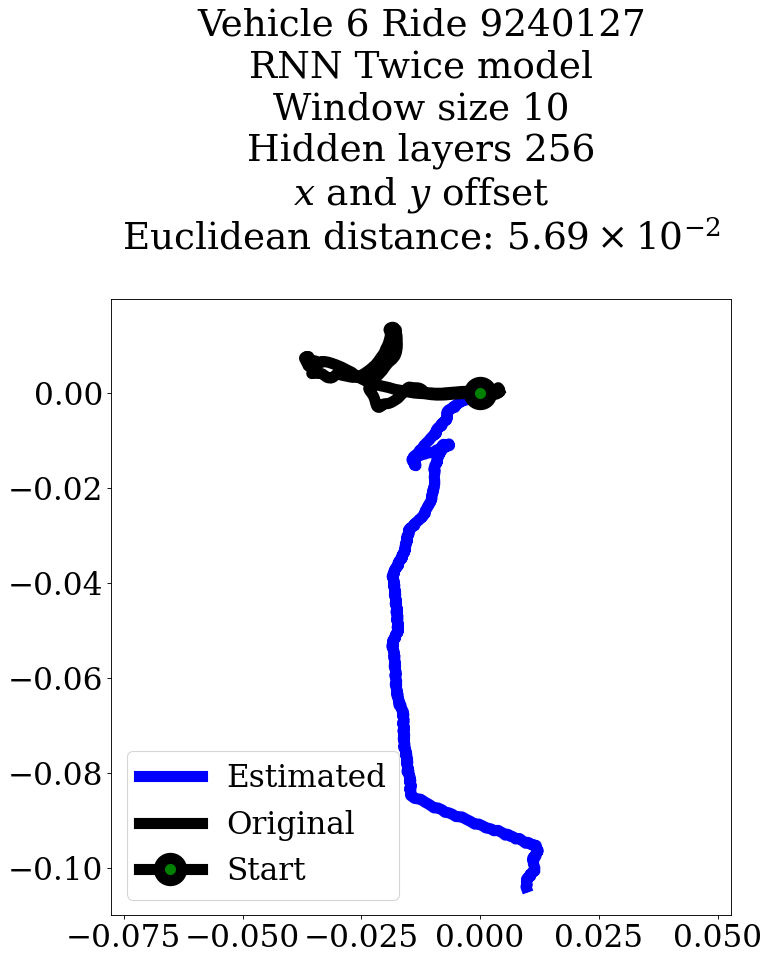 Vehicle 6 Ride 9240127
RNN Twice model
Window size 10
Hidden layers 256
x and y offset
Euclidean distance: 5.69 × 10⁻²
0.00
−0.02
−0.04
−0.06
−0.08
−0.10
Estimated
Original
Start
−0.075 −0.050 −0.025 0.000 0.025 0.050